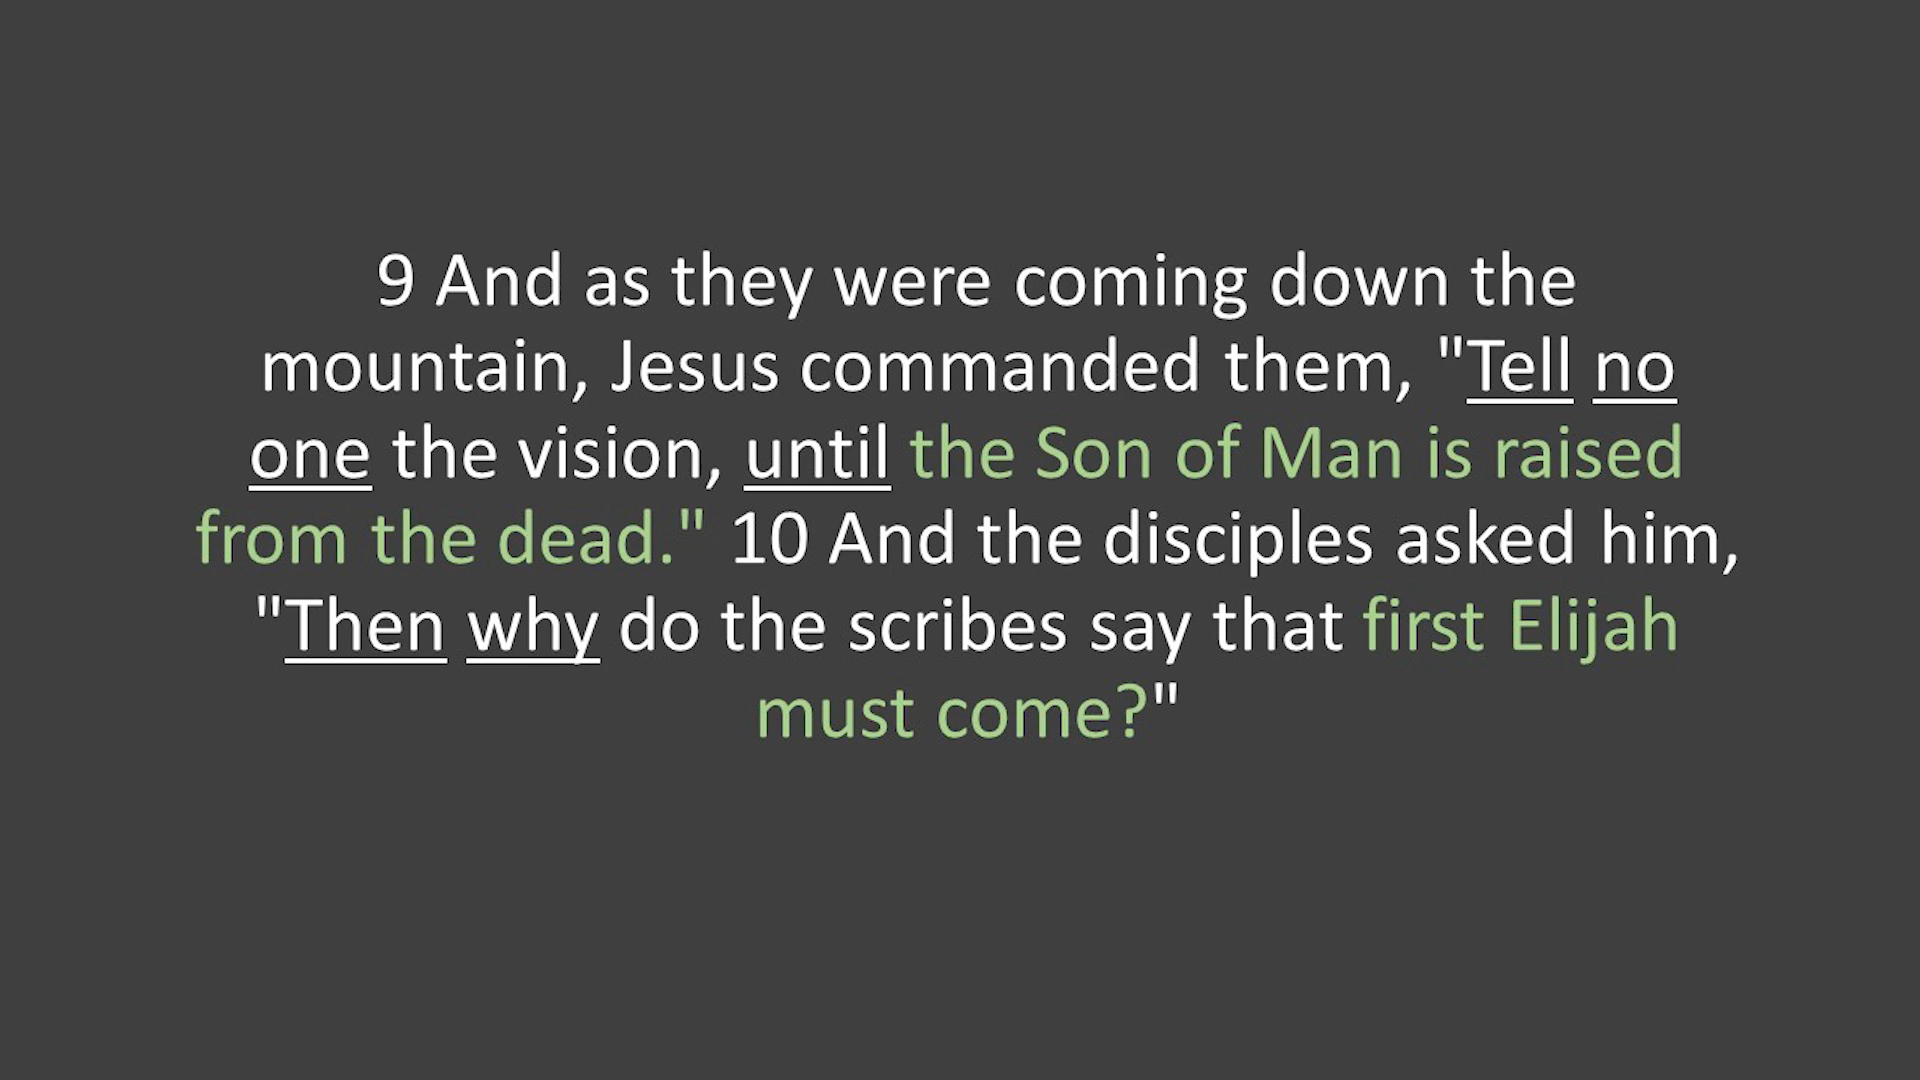 9 And as they were coming down the
mountain, Jesus commanded them, "Tell no
one the vision, until the Son of Man is raised
from the dead." 10 And the disciples asked him,
"Then why do the scribes say that first Elijah
must come?"